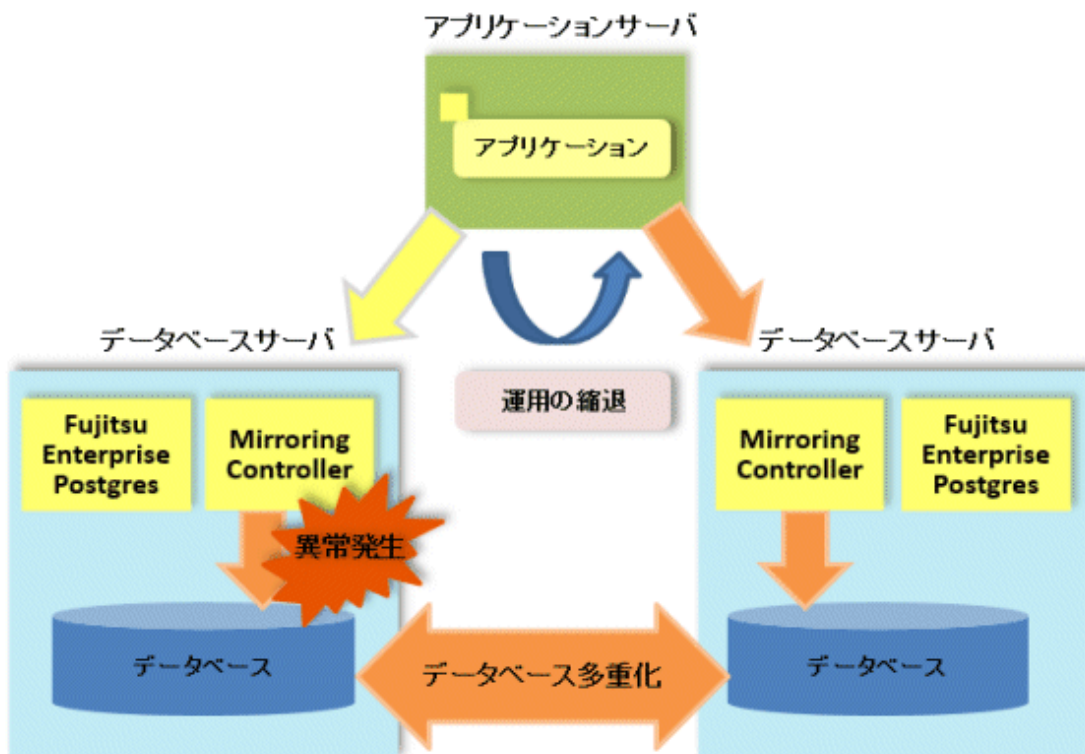 アプリケーションサーバ
アプリケーション
データベースサーバ
データベースサーバ
運用の縮退
Fujitsu
Enterprise
Postgres
Mirroring
Controller
Mirroring
Controller
Fujitsu
Enterprise
Postgres
異常発生
データベース
データベース多重化
データベース